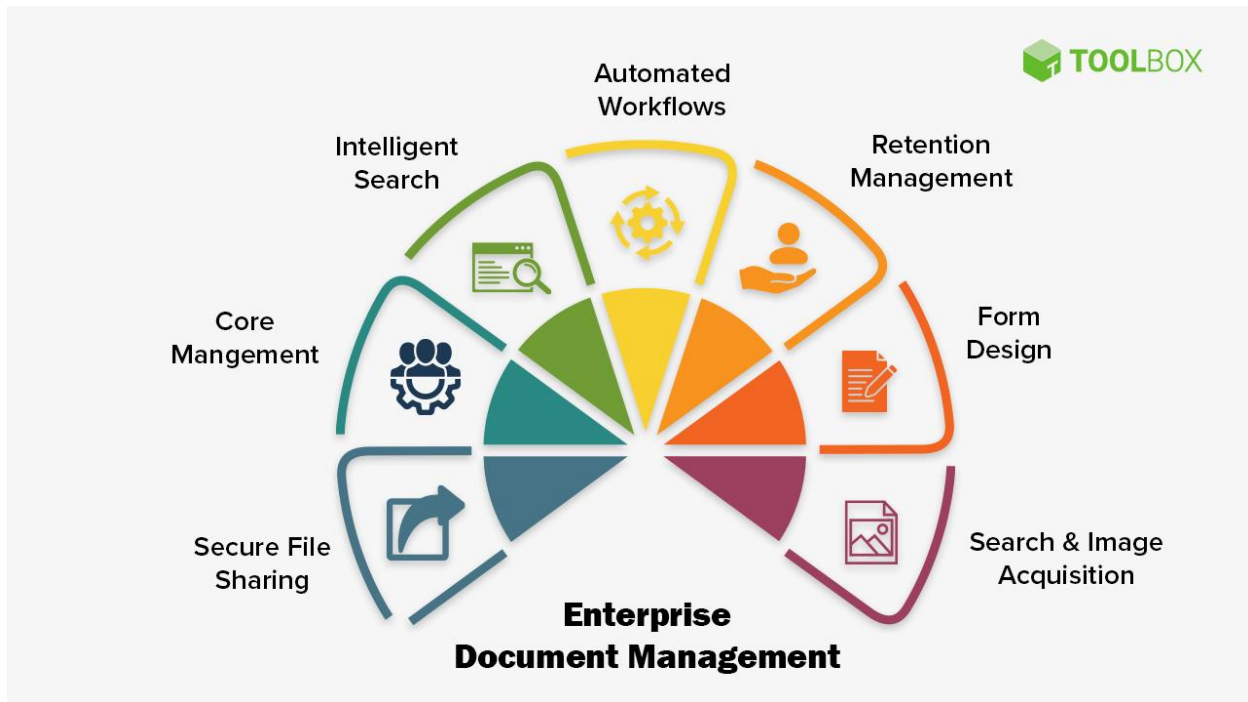 TOOLBOX
Automated
Workflows
Intelligent
Search
Retention
Management
Core
Mangement
Form
Design
Secure File
Sharing
Search & Image
Acquisition
Enterprise
Document Management